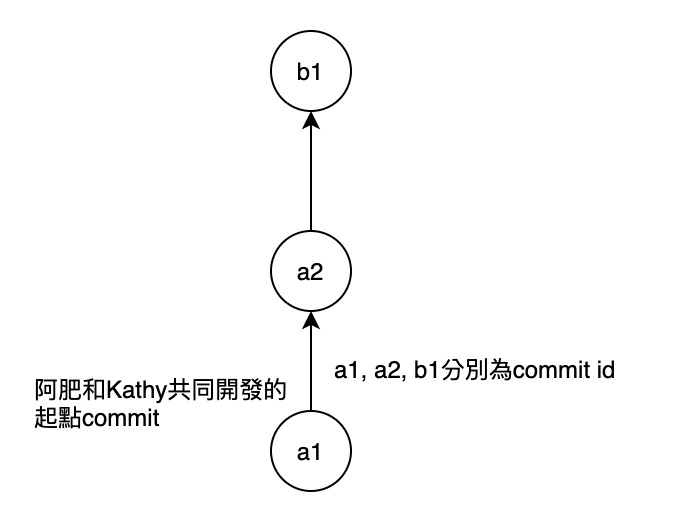 b1
a2
a1, a2, b1分別為commit id
阿肥和Kathy共同開發的
起點commit
a1